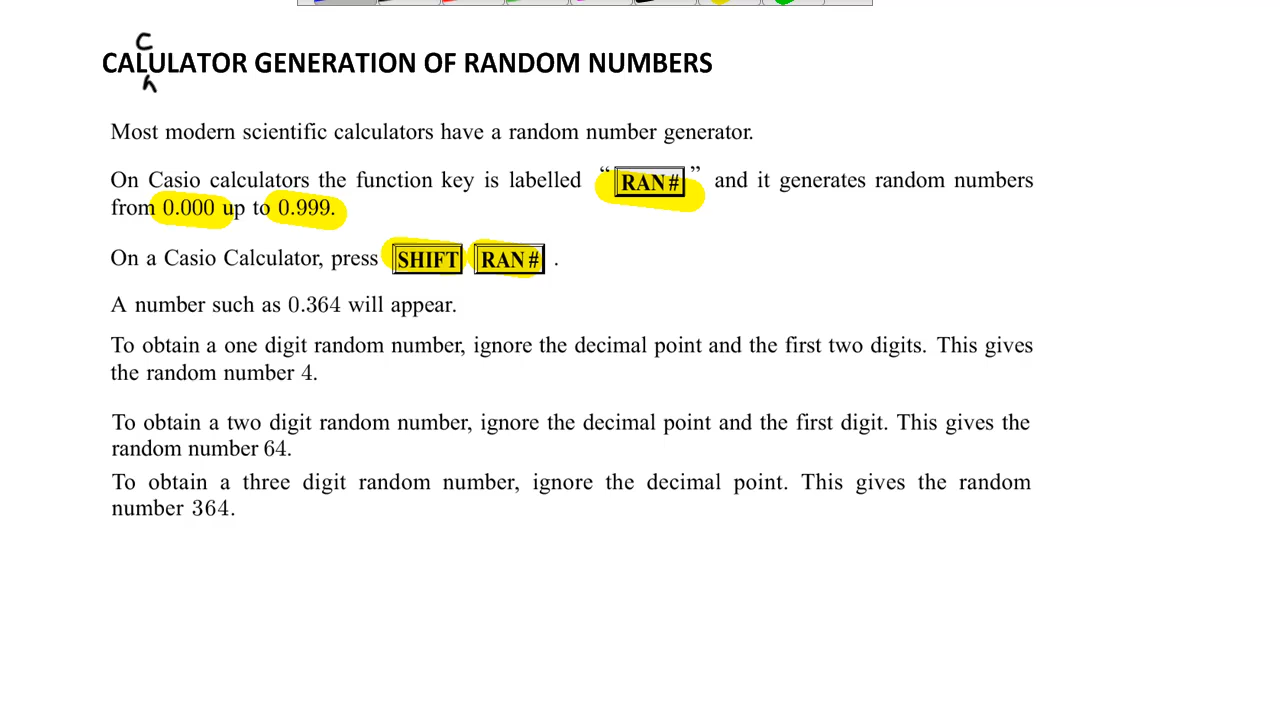 c
CALULATOR GENERATION OF RANDOM NUMBERS
Most modern scientific calculators have a random number generator.
On Casio calculators the function key is labelled “ RAN# ” and it generates random numbers
from 0.000 up to 0.999.
On a Casio Calculator, press SHIFT RAN# .
A number such as 0.364 will appear.
To obtain a one digit random number, ignore the decimal point and the first two digits. This gives
the random number 4.
To obtain a two digit random number, ignore the decimal point and the first digit. This gives the
random number 64.
To obtain a three digit random number, ignore the decimal point. This gives the random
number 364.